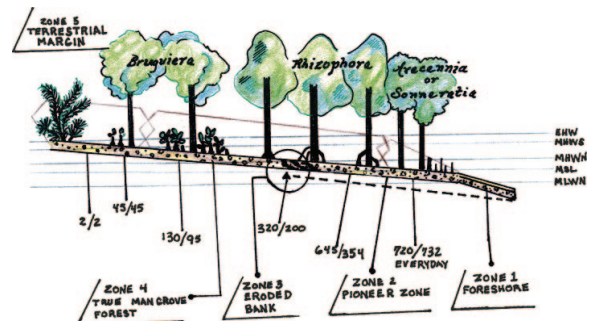 ZONE 5
TERRESTRIAL
MARGIN
Bruguiera
Rhizophora
Avecennia
or
Sonneratia
EHW
MHWS
MHWN
MSL
MLWN
2/2
45/45
130/95
320/200
645/354
720/732
EVERYDAY
ZONE 4
TRUE MANGROVE
FOREST
ZONE 3
ERODED
BANK
ZONE 2
PIONEER ZONE
ZONE 1
FORESHORE